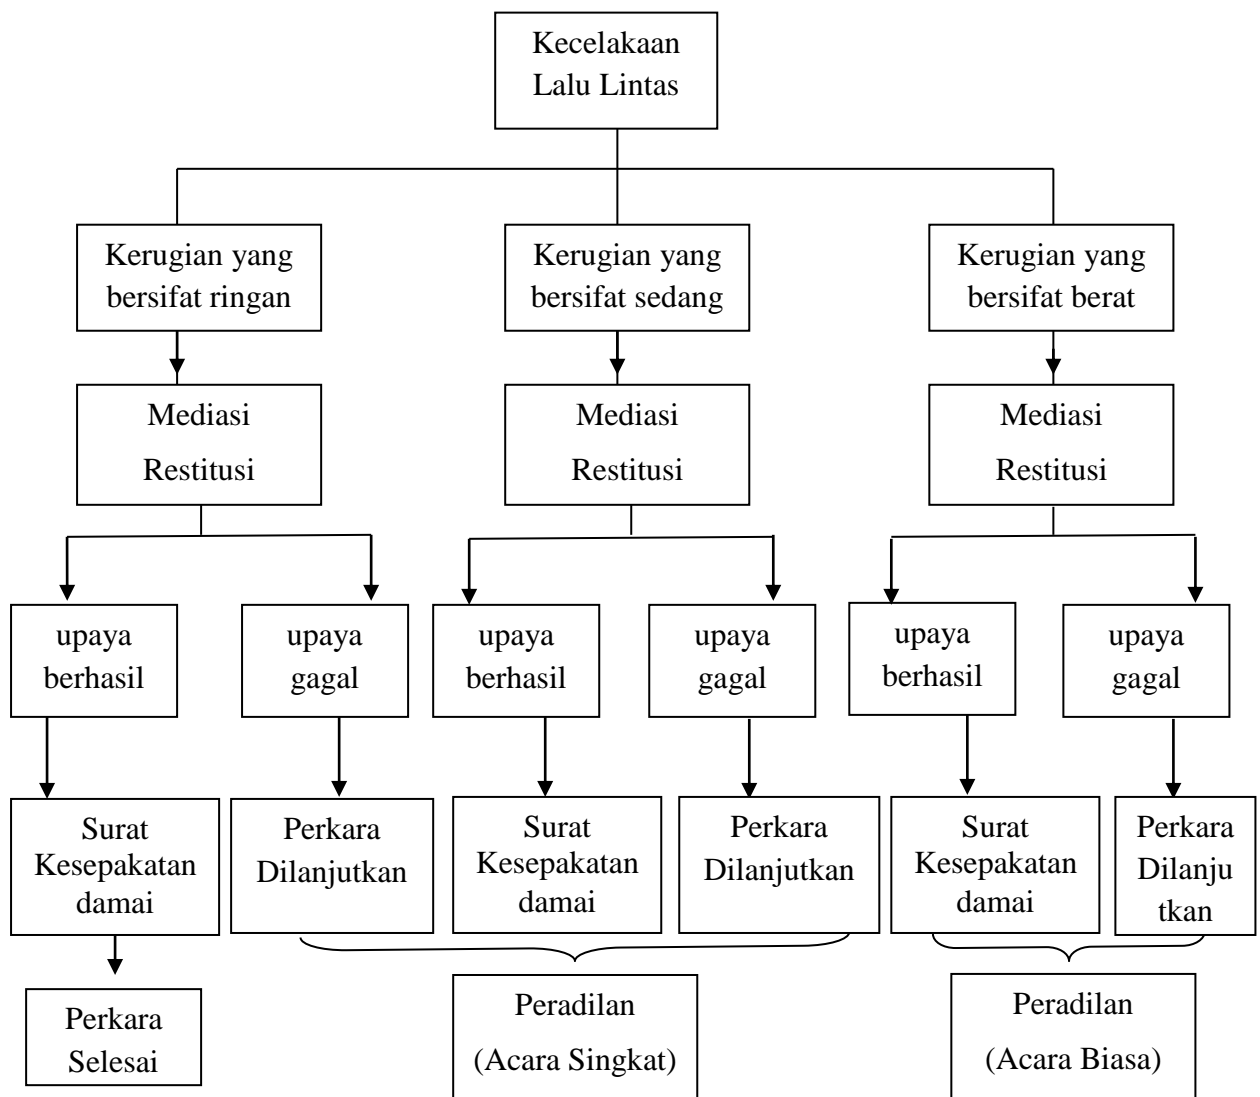 Kecelakaan
Lalu Lintas
Kerugian yang
bersifat ringan
Kerugian yang
bersifat sedang
Kerugian yang
bersifat berat
Mediasi
Restitusi
Mediasi
Restitusi
Mediasi
Restitusi
upaya
berhasil
upaya
gagal
upaya
berhasil
upaya
gagal
upaya
berhasil
upaya
gagal
Surat
Kesepakatan
damai
Perkara
Dilanjutkan
Surat
Kesepakatan
damai
Perkara
Dilanjutkan
Surat
Kesepakatan
damai
Perkara
Dilanju
tkan
Perkara
Selesai
Peradilan
(Acara Singkat)
Peradilan
(Acara Biasa)